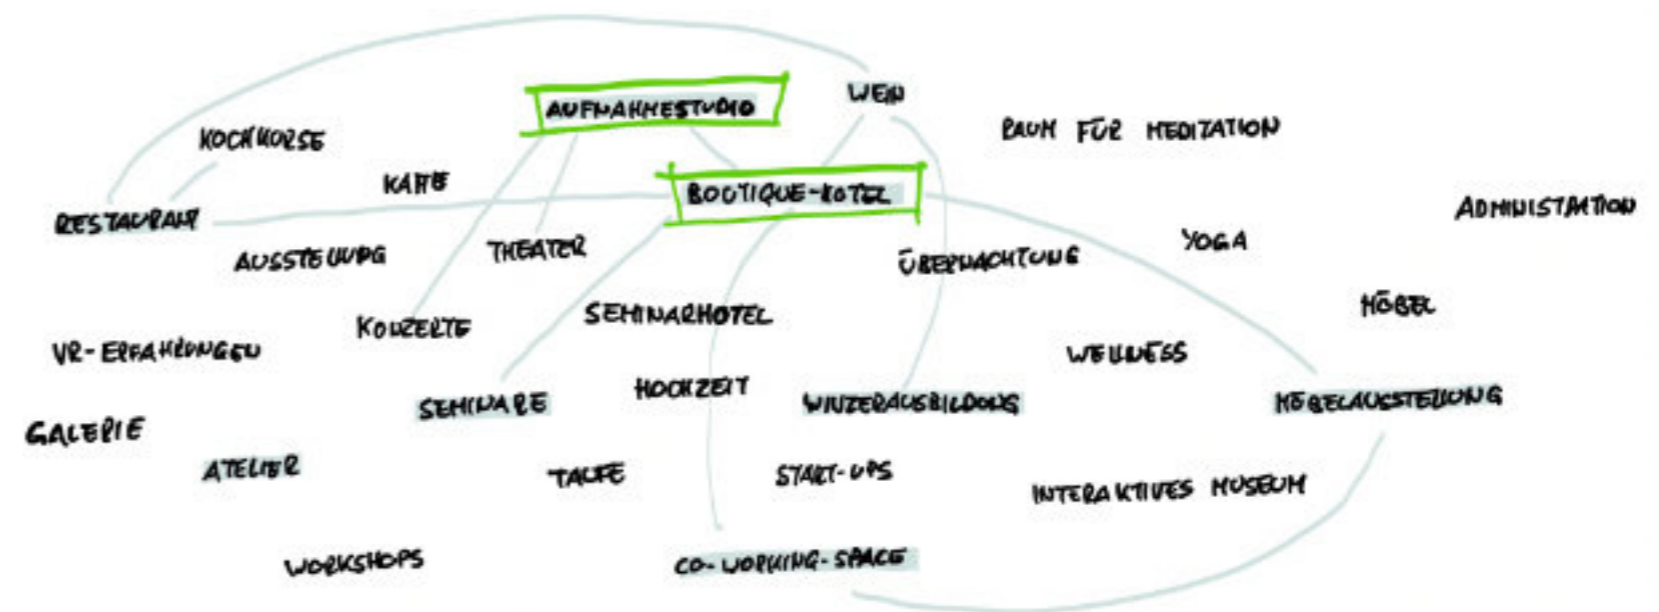 WEIN
AUFNAHMESTUDIO
RAUM FÜR MEDITATION
KOCHKURSE
KAFFE
BOUTIQUE-HOTEL
RESTAURANT
ADMINISTRATION
AUSSTELLUNG
THEATER
ÜBERNACHTUNG
YOGA
SEMINARHOTEL
MÖBEL
KONZERTE
VR-ERFAHRUNGEN
WELLNESS
HOCHZEIT
SEMINARE
WINZERAUSBILDUNG
MÖBELAUSSTELLUNG
GALERIE
ATELIER
TAUFE
START-UPS
INTERAKTIVES MUSEUM
WORKSHOPS
CO-WORKING-SPACE